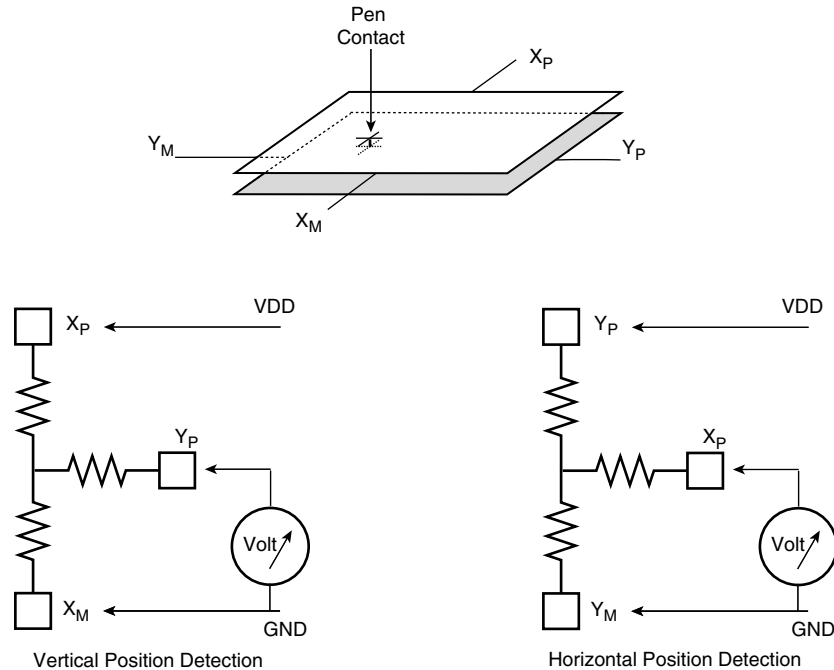 Pen
Contact
X_P
Y_M
Y_P
X_M
VDD
X_P
Y_P
Volt
X_M
GND
Vertical Position Detection
VDD
Y_P
X_P
Volt
Y_M
GND
Horizontal Position Detection